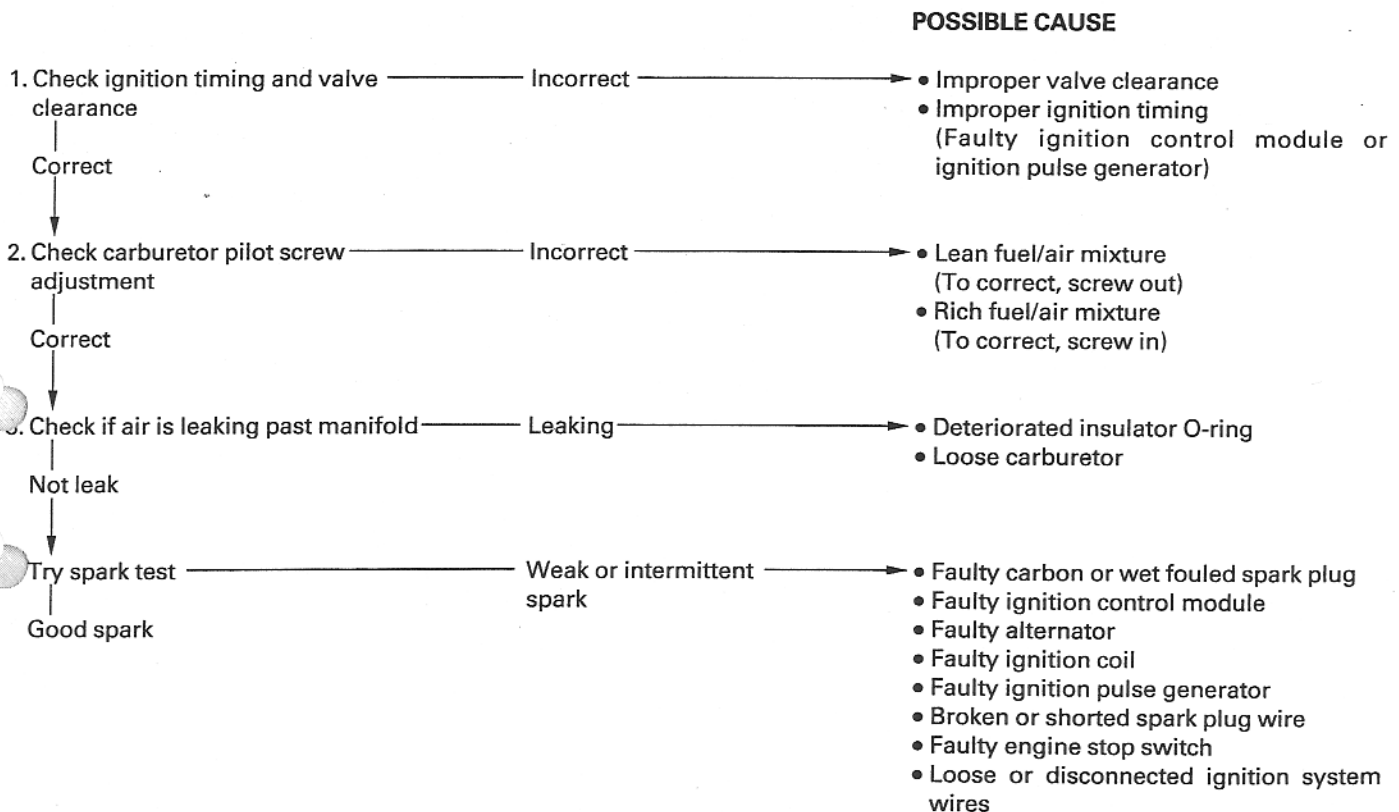 POSSIBLE CAUSE
1. Check ignition timing and valve
clearance
Incorrect
• Improper valve clearance
• Improper ignition timing
(Faulty ignition control module or
ignition pulse generator)
Correct
2. Check carburetor pilot screw
adjustment
Incorrect
• Lean fuel/air mixture
(To correct, screw out)
• Rich fuel/air mixture
(To correct, screw in)
Correct
Check if air is leaking past manifold
Leaking
• Deteriorated insulator O-ring
• Loose carburetor
Not leak
Try spark test
Weak or intermittent
spark
• Faulty carbon or wet fouled spark plug
• Faulty ignition control module
• Faulty alternator
• Faulty ignition coil
• Faulty ignition pulse generator
• Broken or shorted spark plug wire
• Faulty engine stop switch
• Loose or disconnected ignition system
wires
Good spark